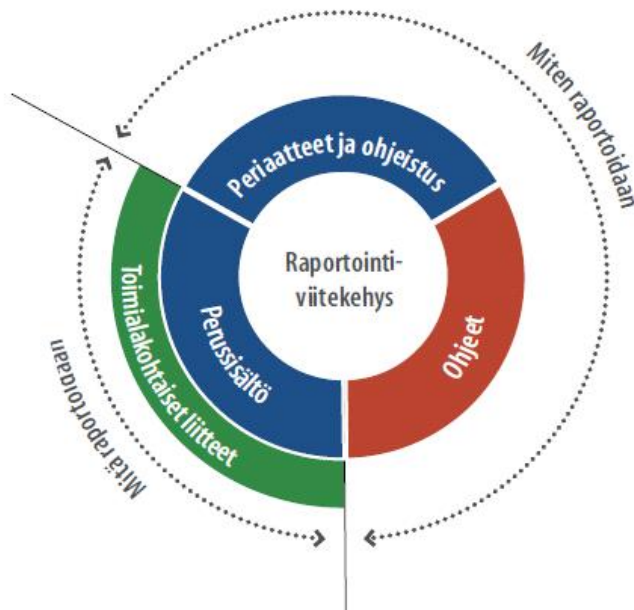 Miten raportoidaan
Periaatteet ja ohjeistus
Raportointi-
viitekehys
Ohjeet
Perussisältö
Toimialakohtaiset liitteet
Mitä raportoidaan